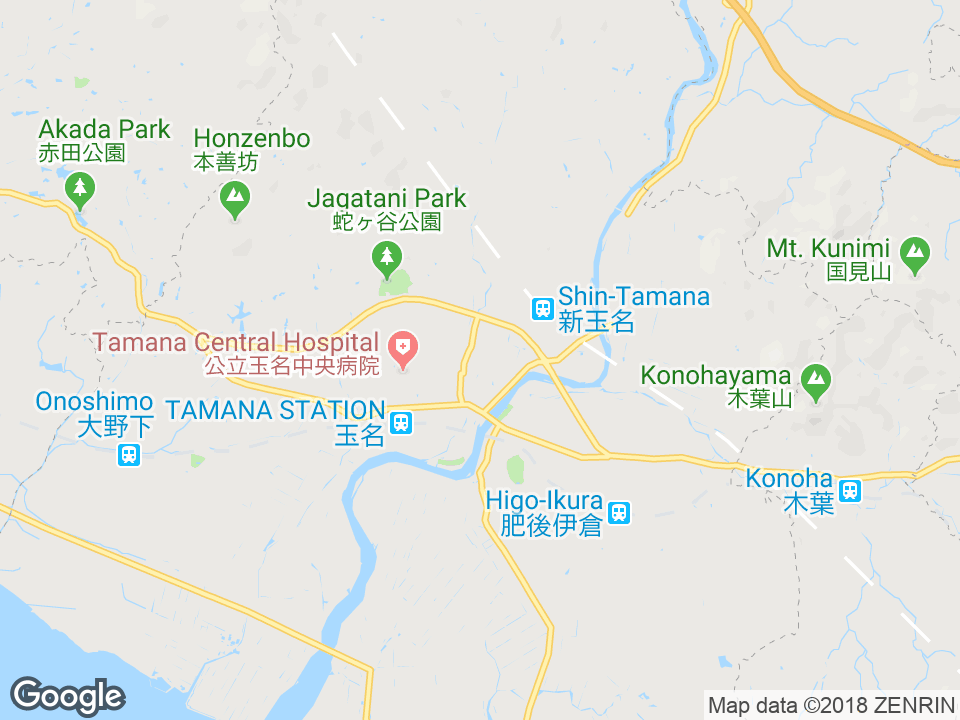 Akada Park
赤田公園
Honzenbo
本善坊
Jagatani Park
蛇ヶ谷公園
Mt. Kunimi
国見山
Shin-Tamana
新玉名
Tamana Central Hospital
公立玉名中央病院
Konohayama
木葉山
Onoshimo
大野下
TAMANA STATION
玉名
Konoha
木葉
Higo-Ikura
肥後伊倉
Google
Map data ©2018 ZENRIN